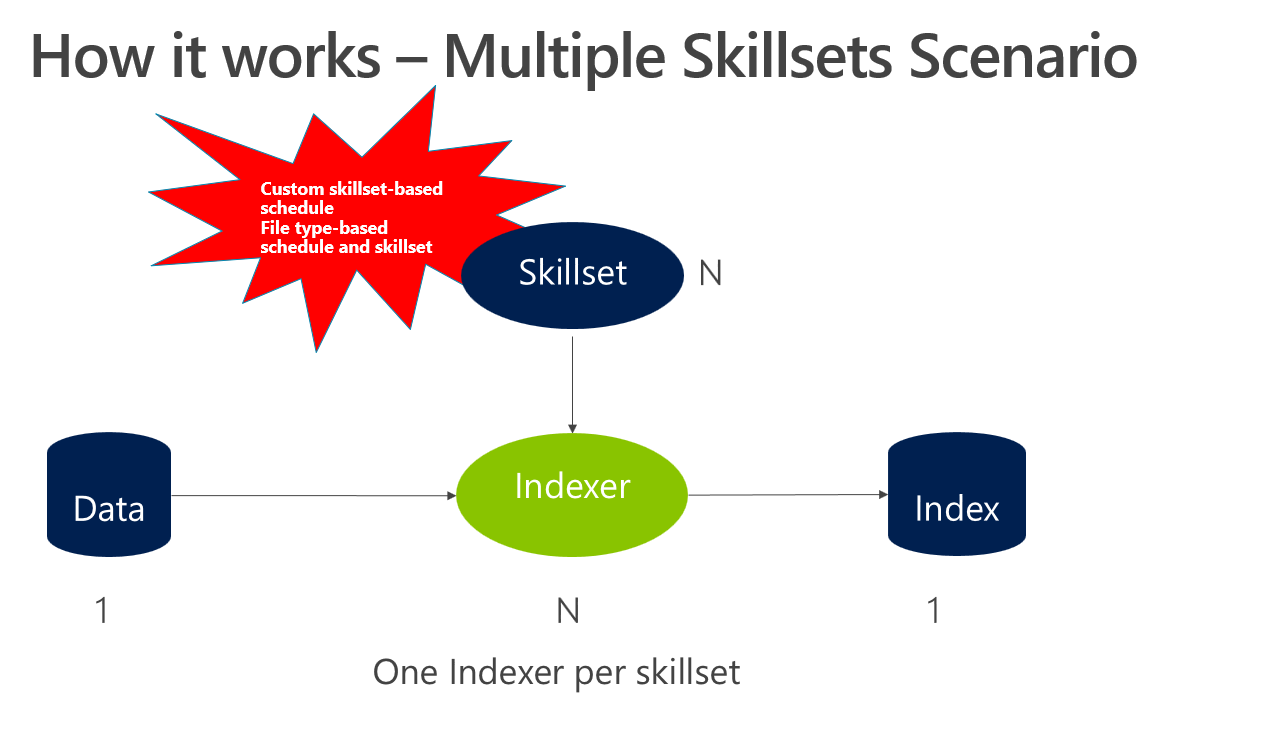 How it works – Multiple Skillsets Scenario
Custom skillset-based
schedule
File type-based
schedule and skillset
Skillset
N
Data
Indexer
Index
1
N
1
One Indexer per skillset